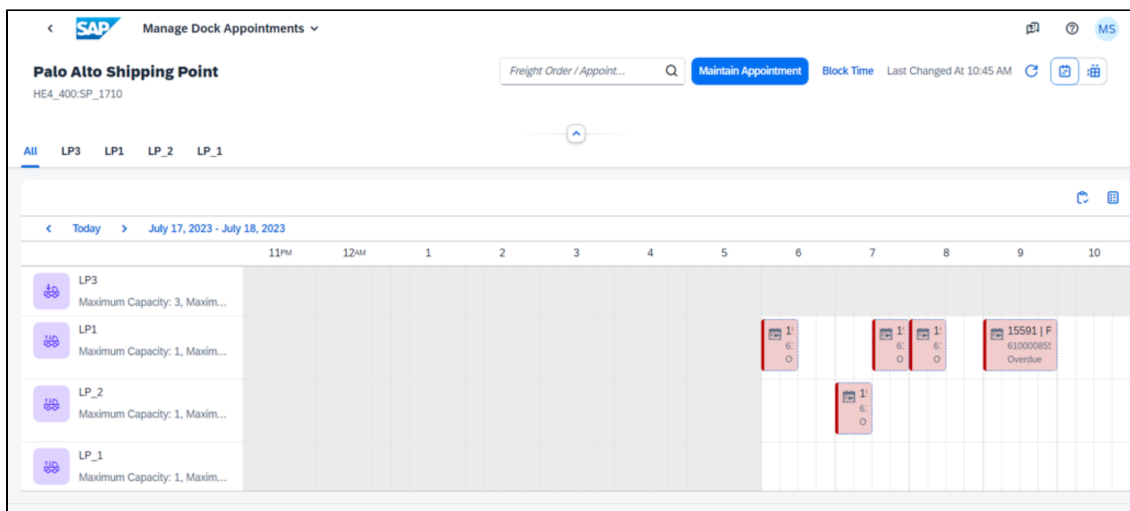 SAP Manage Dock Appointments
MS
Palo Alto Shipping Point
HE4_400:SP_1710
Freight Order / Appoint...
Maintain Appointment
Block Time
Last Changed At 10:45 AM
All LP3 LP1 LP_2 LP_1
Today July 17, 2023 - July 18, 2023
11PM 12AM 1 2 3 4 5 6 7 8 9 10
LP3
Maximum Capacity: 3, Maxim...
LP1
Maximum Capacity: 1, Maxim...
15591 | F
610000855
Overdue
LP_2
Maximum Capacity: 1, Maxim...
LP_1
Maximum Capacity: 1, Maxim...